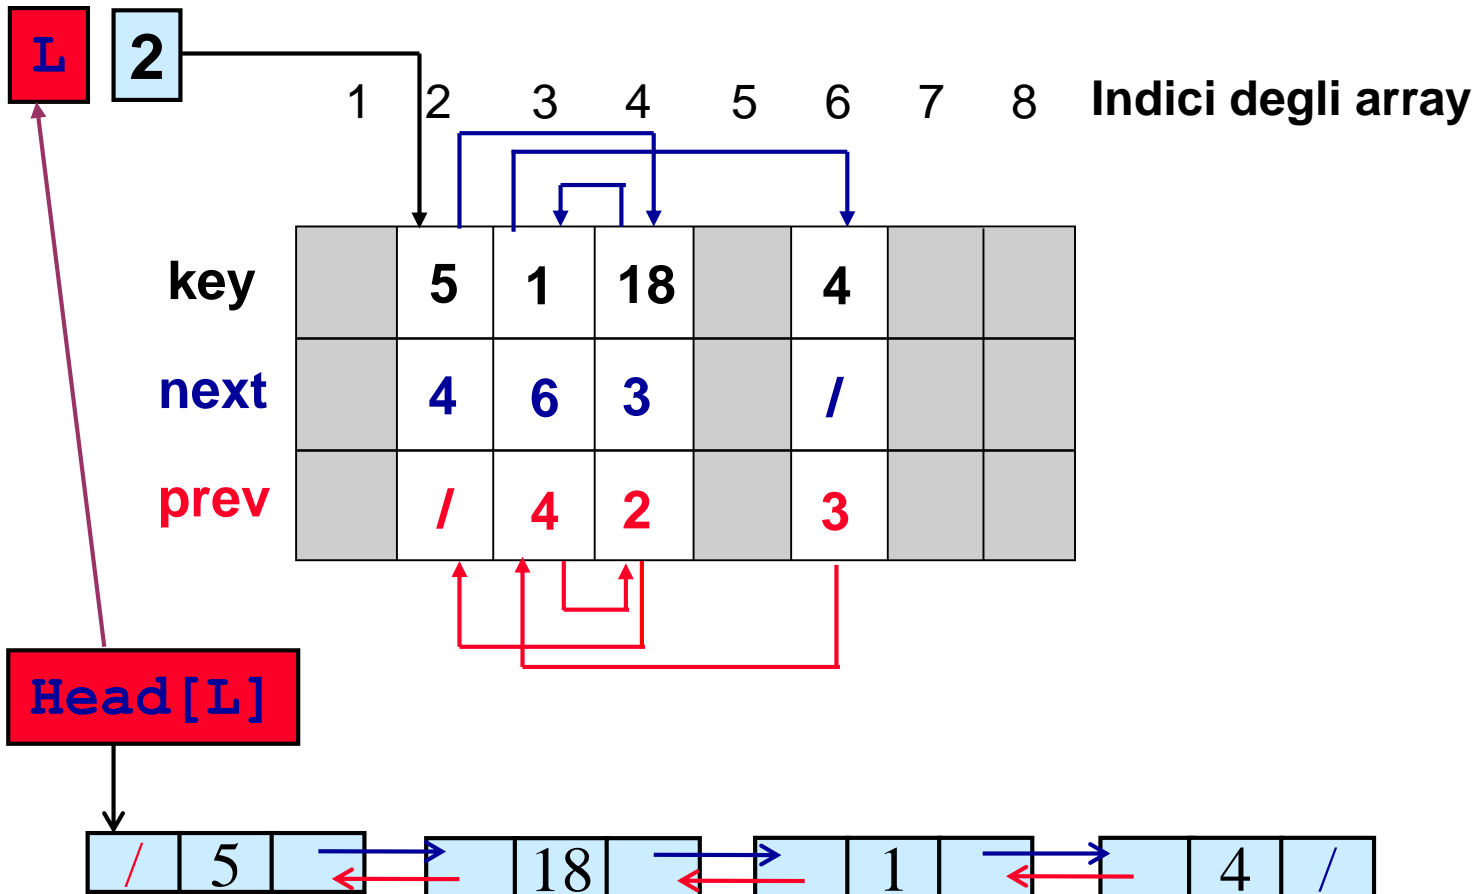 L 2
1 2 3 4 5 6 7 8 Indici degli array
key 5 1 18 4
next 4 6 3 /
prev / 4 2 3
Head[L]
/ 5 18 1 4 /